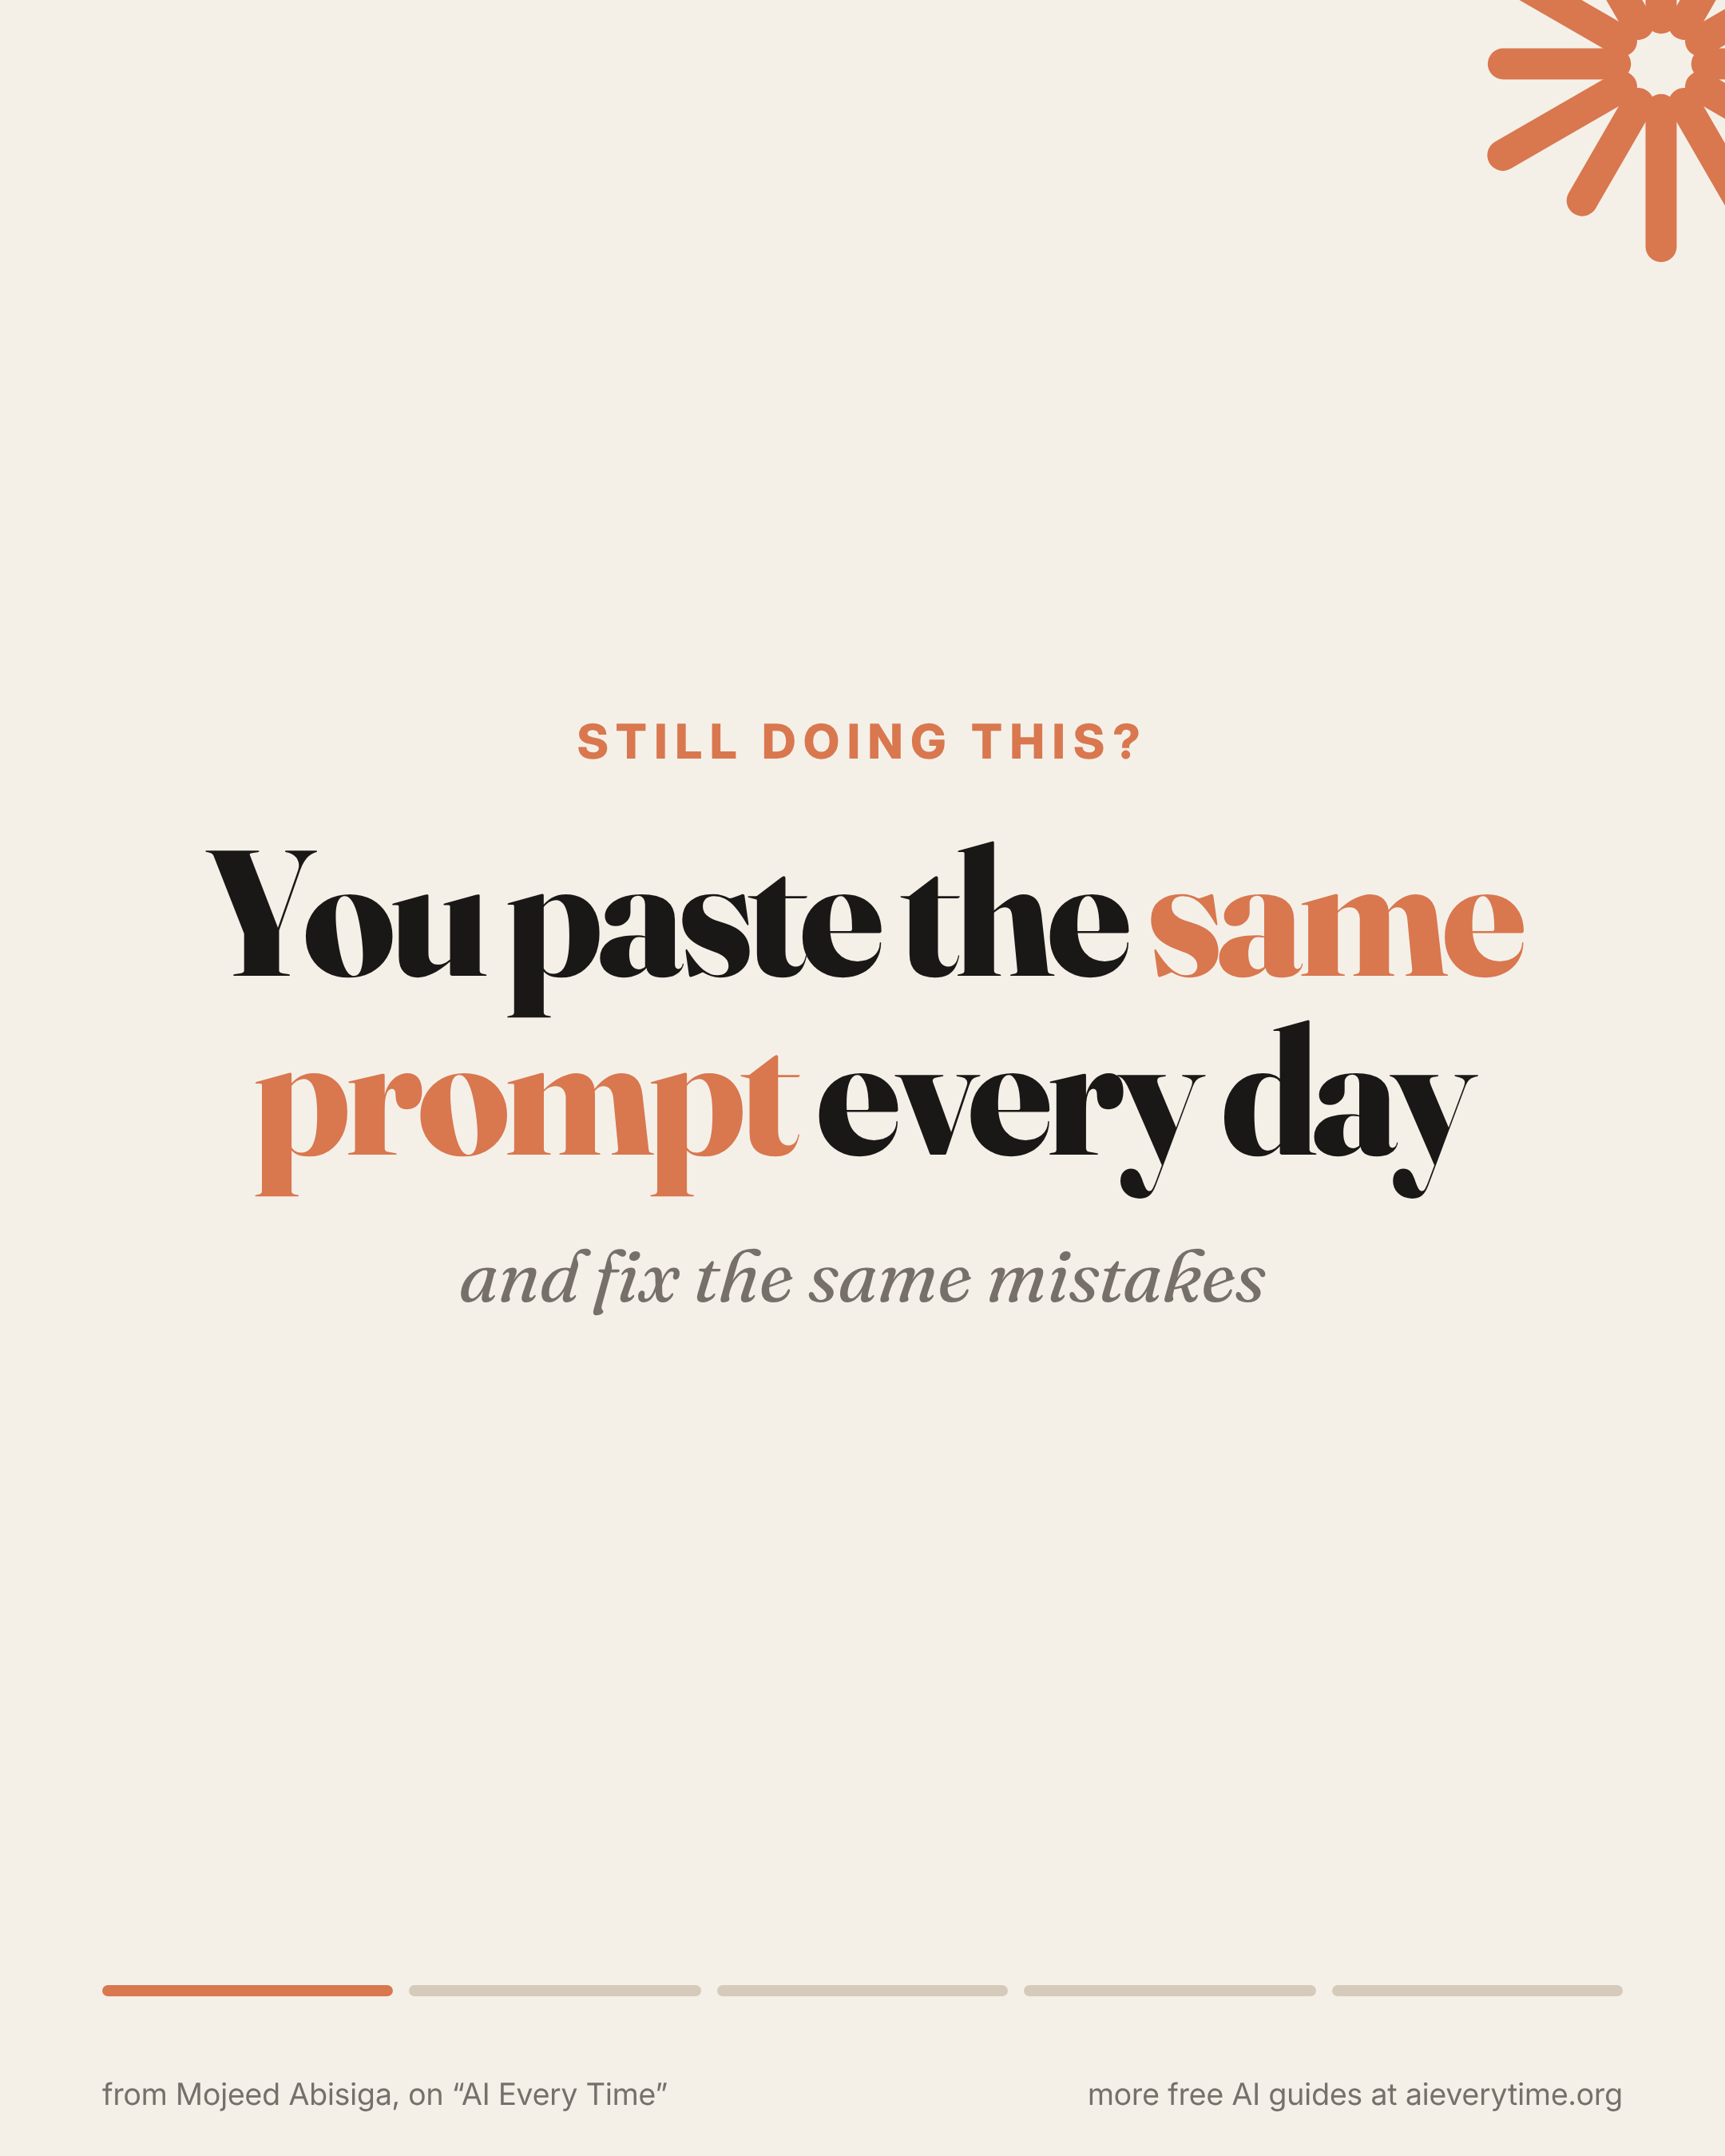 STILL DOING THIS?
You paste the same
prompt every day
and fix the same mistakes
from Mojeed Abisiga, on “AI Every Time”
more free AI guides at aieverytime.org